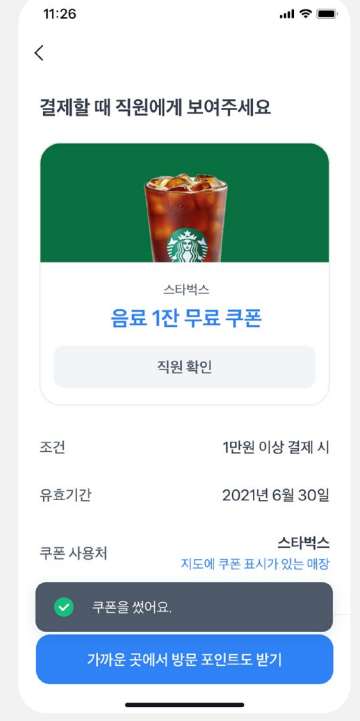 11:26
결제할 때 직원에게 보여주세요
스타벅스
음료 1잔 무료 쿠폰
직원 확인
조건 1만원 이상 결제 시
유효기간 2021년 6월 30일
쿠폰 사용처 스타벅스
지도에 쿠폰 표시가 있는 매장
쿠폰을 썼어요.
가까운 곳에서 방문 포인트도 받기